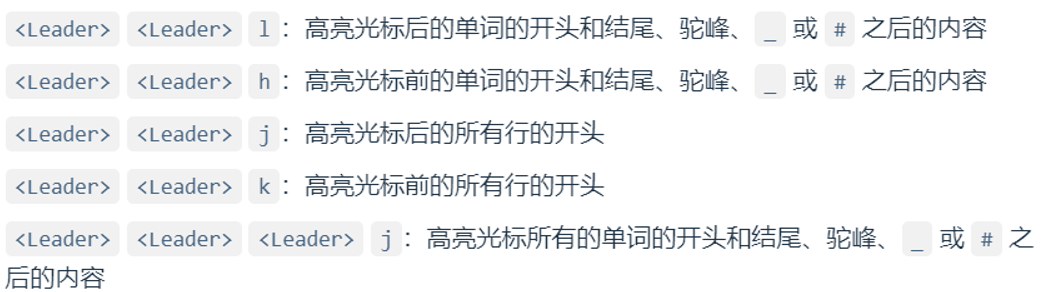 <Leader> <Leader> l：高亮光标后的单词的开头和结尾、驼峰、 _ 或 # 之后的内容
<Leader> <Leader> h：高亮光标前的单词的开头和结尾、驼峰、 _ 或 # 之后的内容
<Leader> <Leader> j：高亮光标后的所有行的开头
<Leader> <Leader> k：高亮光标前的所有行的开头
<Leader> <Leader> <Leader> j：高亮光标所有的单词的开头和结尾、驼峰、 _ 或 # 之
后的内容